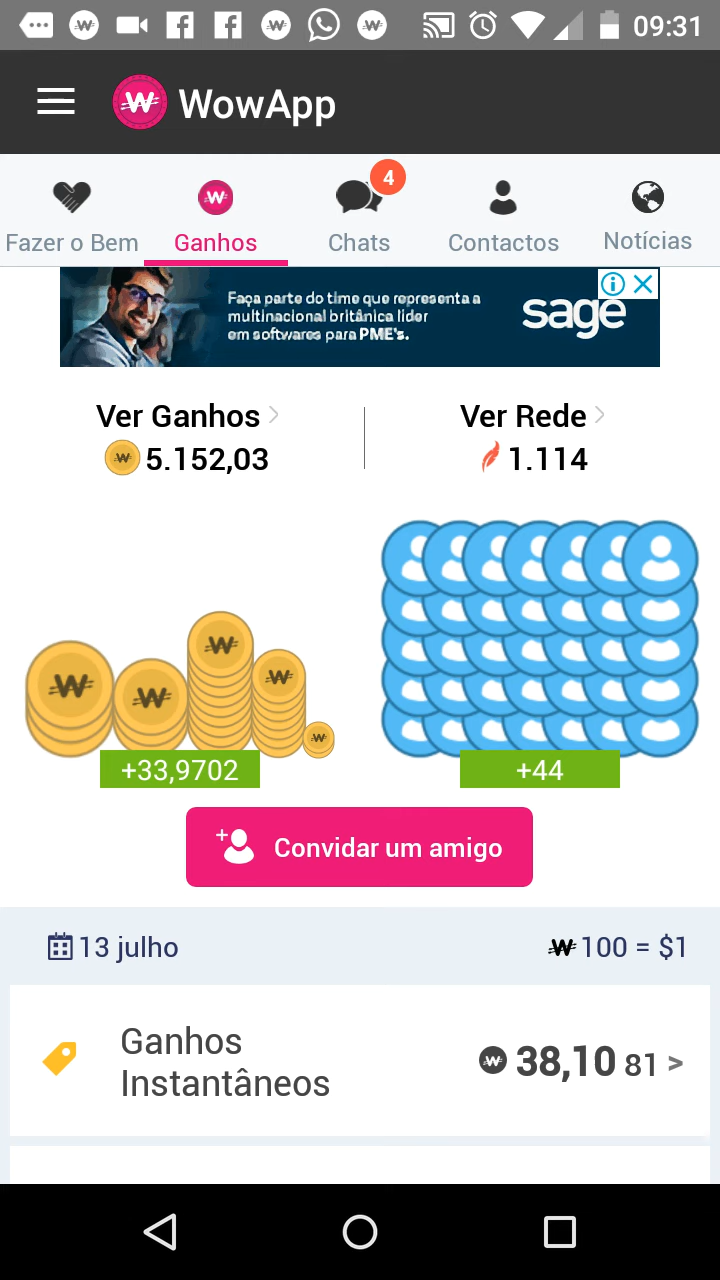 09:31
WowApp
4
Fazer o Bem
Ganhos
Chats
Contactos
Notícias
Faça parte do time que representa a
multinacional britânica líder
em softwares para PME's.
sage
Ver Ganhos >
5.152,03
Ver Rede >
1.114
+33,9702
+44
Convidar um amigo
13 julho
W 100 = $1
Ganhos
Instantâneos
38,10 81 >